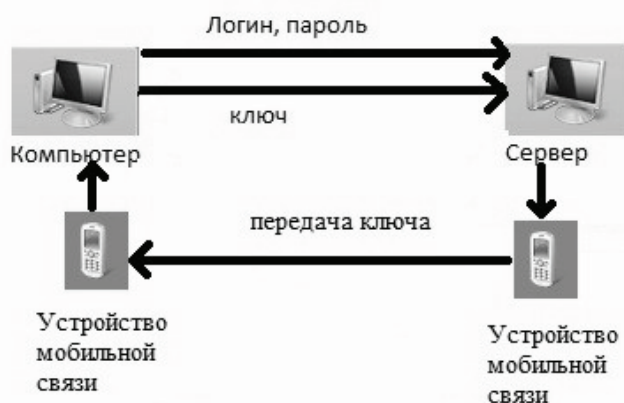 Логин, пароль
ключ
Компьютер
Сервер
передача ключа
Устройство
мобильной
связи
Устройство
мобильной
связи